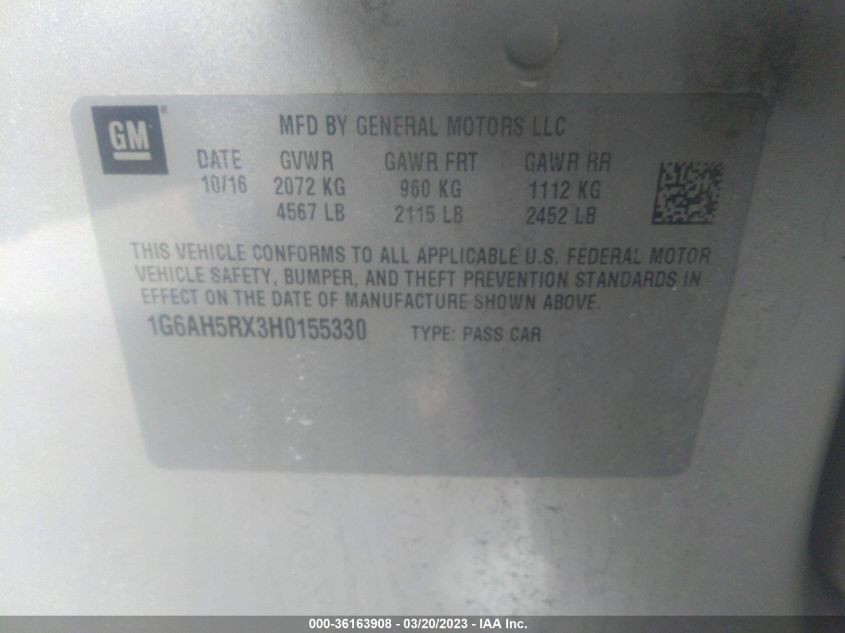 GM
MFD BY GENERAL MOTORS LLC
DATE GVWR GAWR FRT GAWR RR
10/16 2072 KG 960 KG 1112 KG
4567 LB 2115 LB 2452 LB
THIS VEHICLE CONFORMS TO ALL APPLICABLE U.S. FEDERAL MOTOR
VEHICLE SAFETY, BUMPER, AND THEFT PREVENTION STANDARDS IN
EFFECT ON THE DATE OF MANUFACTURE SHOWN ABOVE.
1G6AH5RX3H0155330 TYPE: PASS CAR
000-36163908 - 03/20/2023 - IAA Inc.